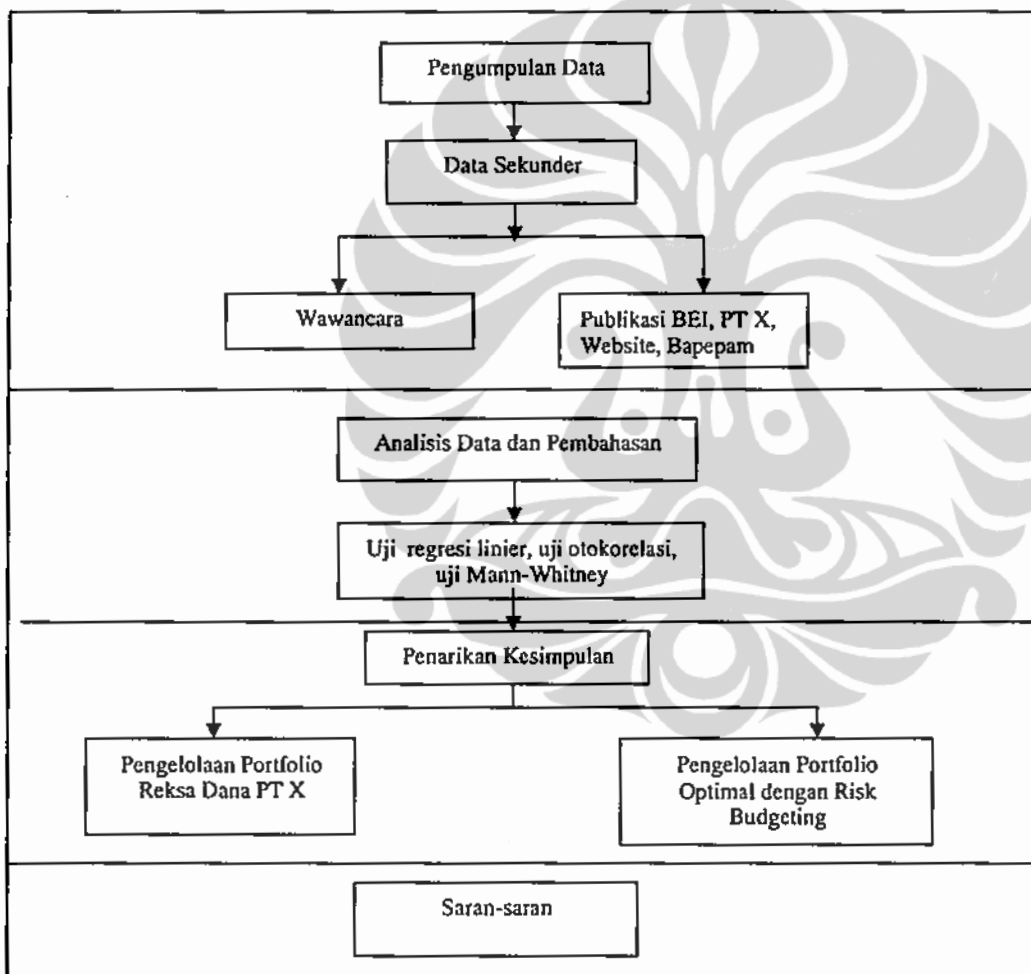 Pengumpulan Data
Data Sekunder
Wawancara
Publikasi BEI, PT X,
Website, Bapepam
Analisis Data dan Pembahasan
Uji regresi linier, uji otokorelasi,
uji Mann-Whitney
Penarikan Kesimpulan
Pengelolaan Portfolio
Reksa Dana PT X
Pengelolaan Portfolio
Optimal dengan Risk
Budgeting
Saran-saran